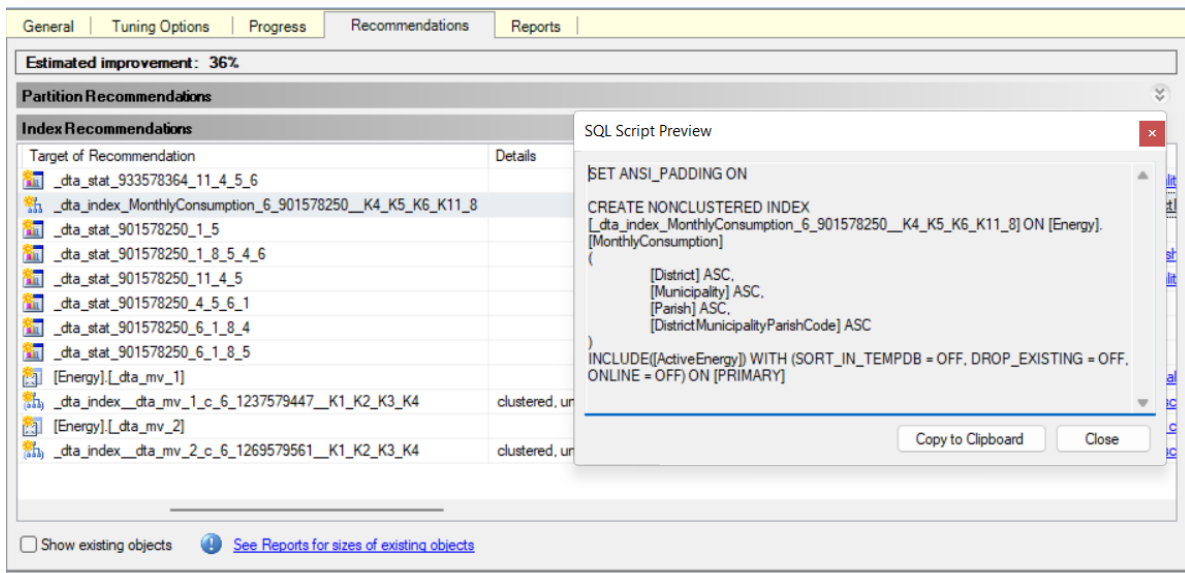 General
Tuning Options
Progress
Recommendations
Reports
Estimated improvement: 36%
Partition Recommendations
Index Recommendations
Target of Recommendation
Details
_dta_stat_933578364_11_4_5_6
_dta_index_MonthlyConsumption_6_901578250__K4_K5_K6_K11_8
_dta_stat_901578250_1_5
_dta_stat_901578250_1_8_5_4_6
_dta_stat_901578250_11_4_5
_dta_stat_901578250_4_5_6_1
_dta_stat_901578250_6_1_8_4
_dta_stat_901578250_6_1_8_5
[Energy].[_dta_mv_1]
_dta_index__dta_mv_1_c_6_1237579447__K1_K2_K3_K4
clustered, un
[Energy].[_dta_mv_2]
_dta_index__dta_mv_2_c_6_1269579561__K1_K2_K3_K4
clustered, un
SQL Script Preview
SET ANSI_PADDING ON
CREATE NONCLUSTERED INDEX
[_dta_index_MonthlyConsumption_6_901578250__K4_K5_K6_K11_8] ON [Energy].
[MonthlyConsumption]
(
[District] ASC,
[Municipality] ASC,
[Parish] ASC,
[DistrictMunicipalityParishCode] ASC
)
INCLUDE([ActiveEnergy]) WITH (SORT_IN_TEMPDB = OFF, DROP_EXISTING = OFF,
ONLINE = OFF) ON [PRIMARY]
Copy to Clipboard
Close
Show existing objects
See Reports for sizes of existing objects